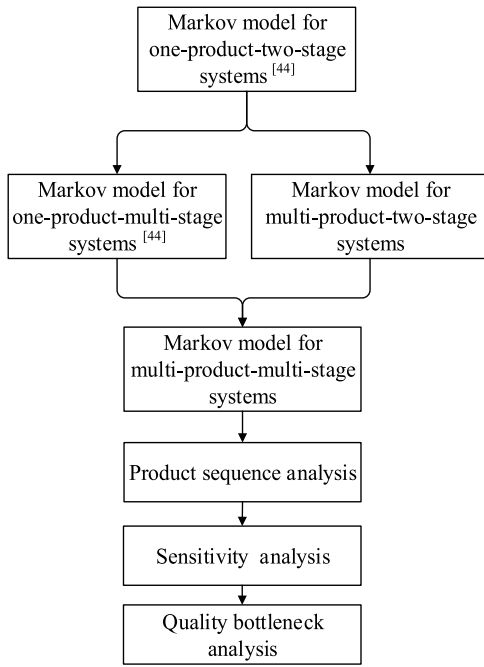 Markov model for
one-product-two-stage
systems [44]
Markov model for
one-product-multi-stage
systems [44]
Markov model for
multi-product-two-stage
systems
Markov model for
multi-product-multi-stage
systems
Product sequence analysis
Sensitivity analysis
Quality bottleneck
analysis